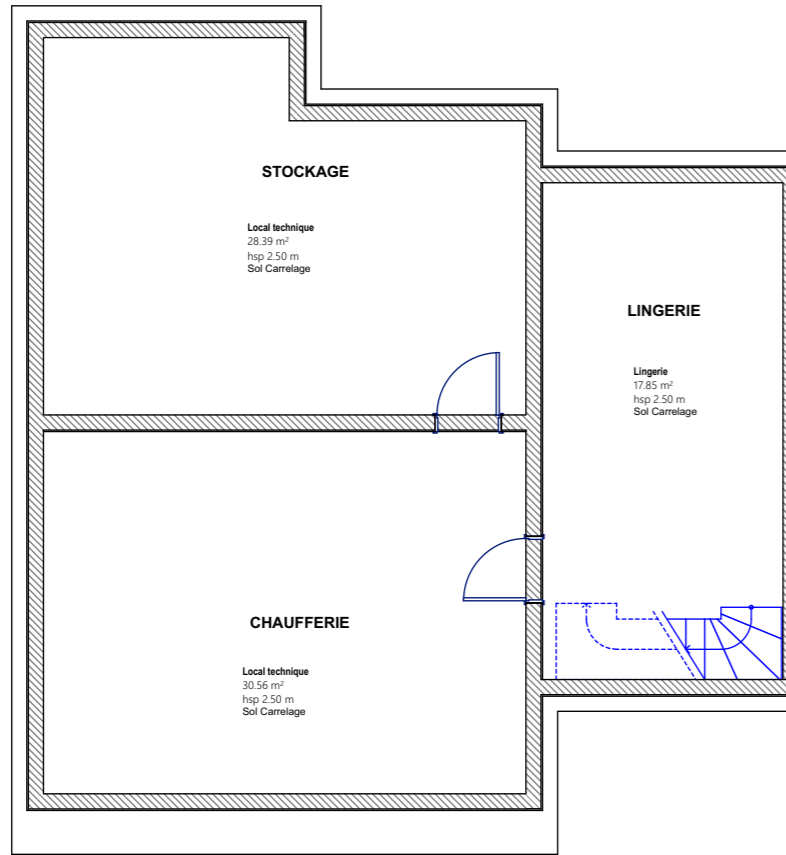 STOCKAGE
Local technique
28.39 m²
hsp 2.50 m
Sol Carrelage
LINGERIE
Lingerie
17.85 m²
hsp 2.50 m
Sol Carrelage
CHAUFFERIE
Local technique
30.56 m²
hsp 2.50 m
Sol Carrelage